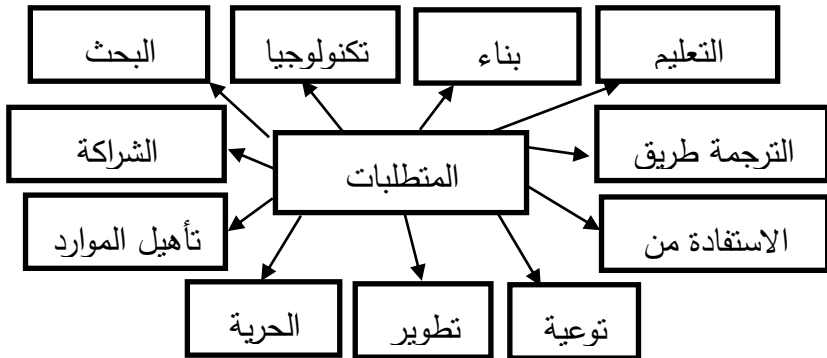 التعليم
بناء
تكنولوجيا
البحث
الترجمة طريق
المتطلبات
الشراكة
الاستفادة من
تأهيل الموارد
توعية
تطوير
الحرية